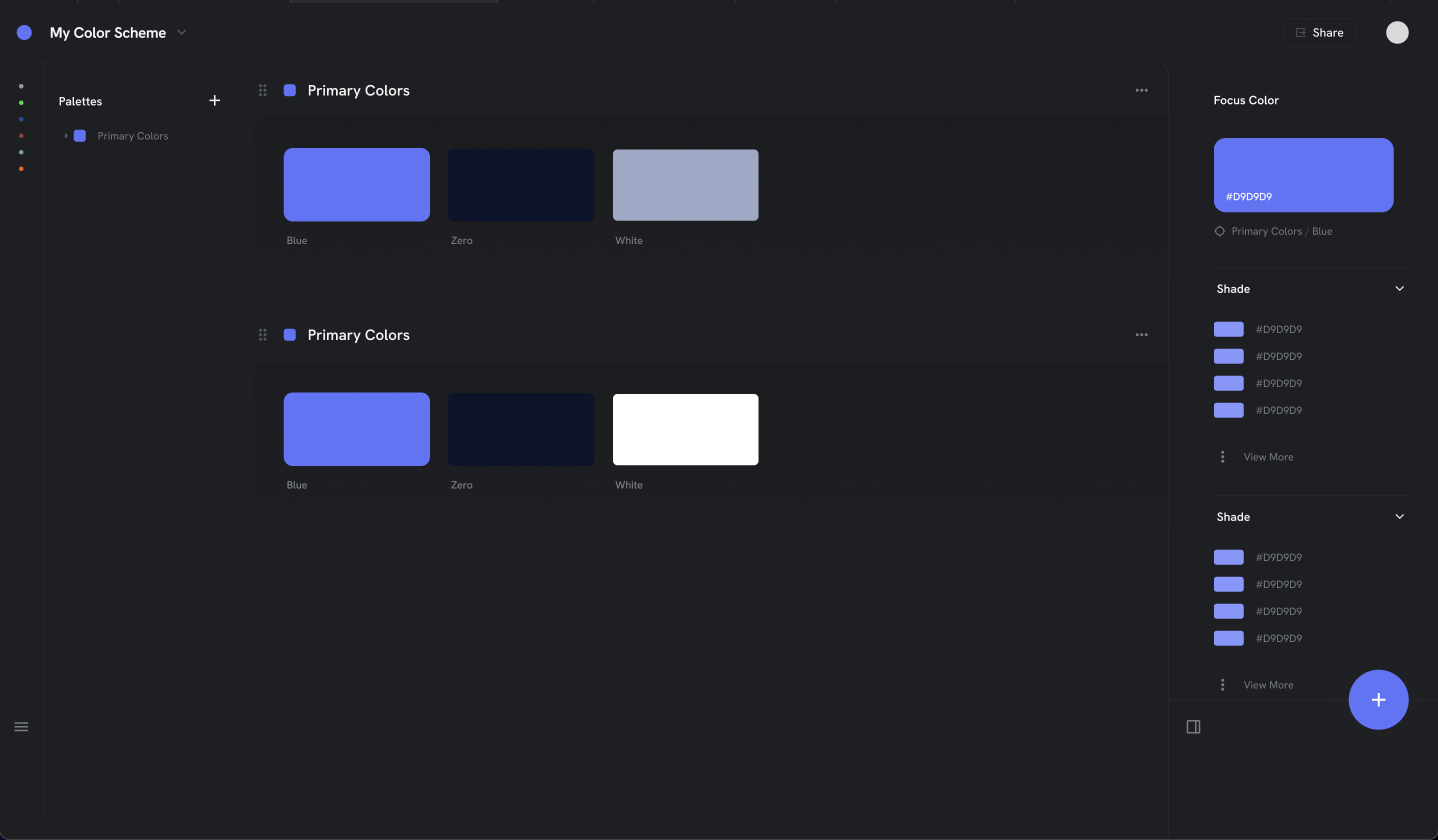 My Color Scheme
Share
Palettes
Primary Colors
Primary Colors
Blue
Zero
White
Primary Colors
Blue
Zero
White
Focus Color
#D9D9D9
Primary Colors / Blue
Shade
#D9D9D9
#D9D9D9
#D9D9D9
#D9D9D9
View More
Shade
#D9D9D9
#D9D9D9
#D9D9D9
#D9D9D9
View More